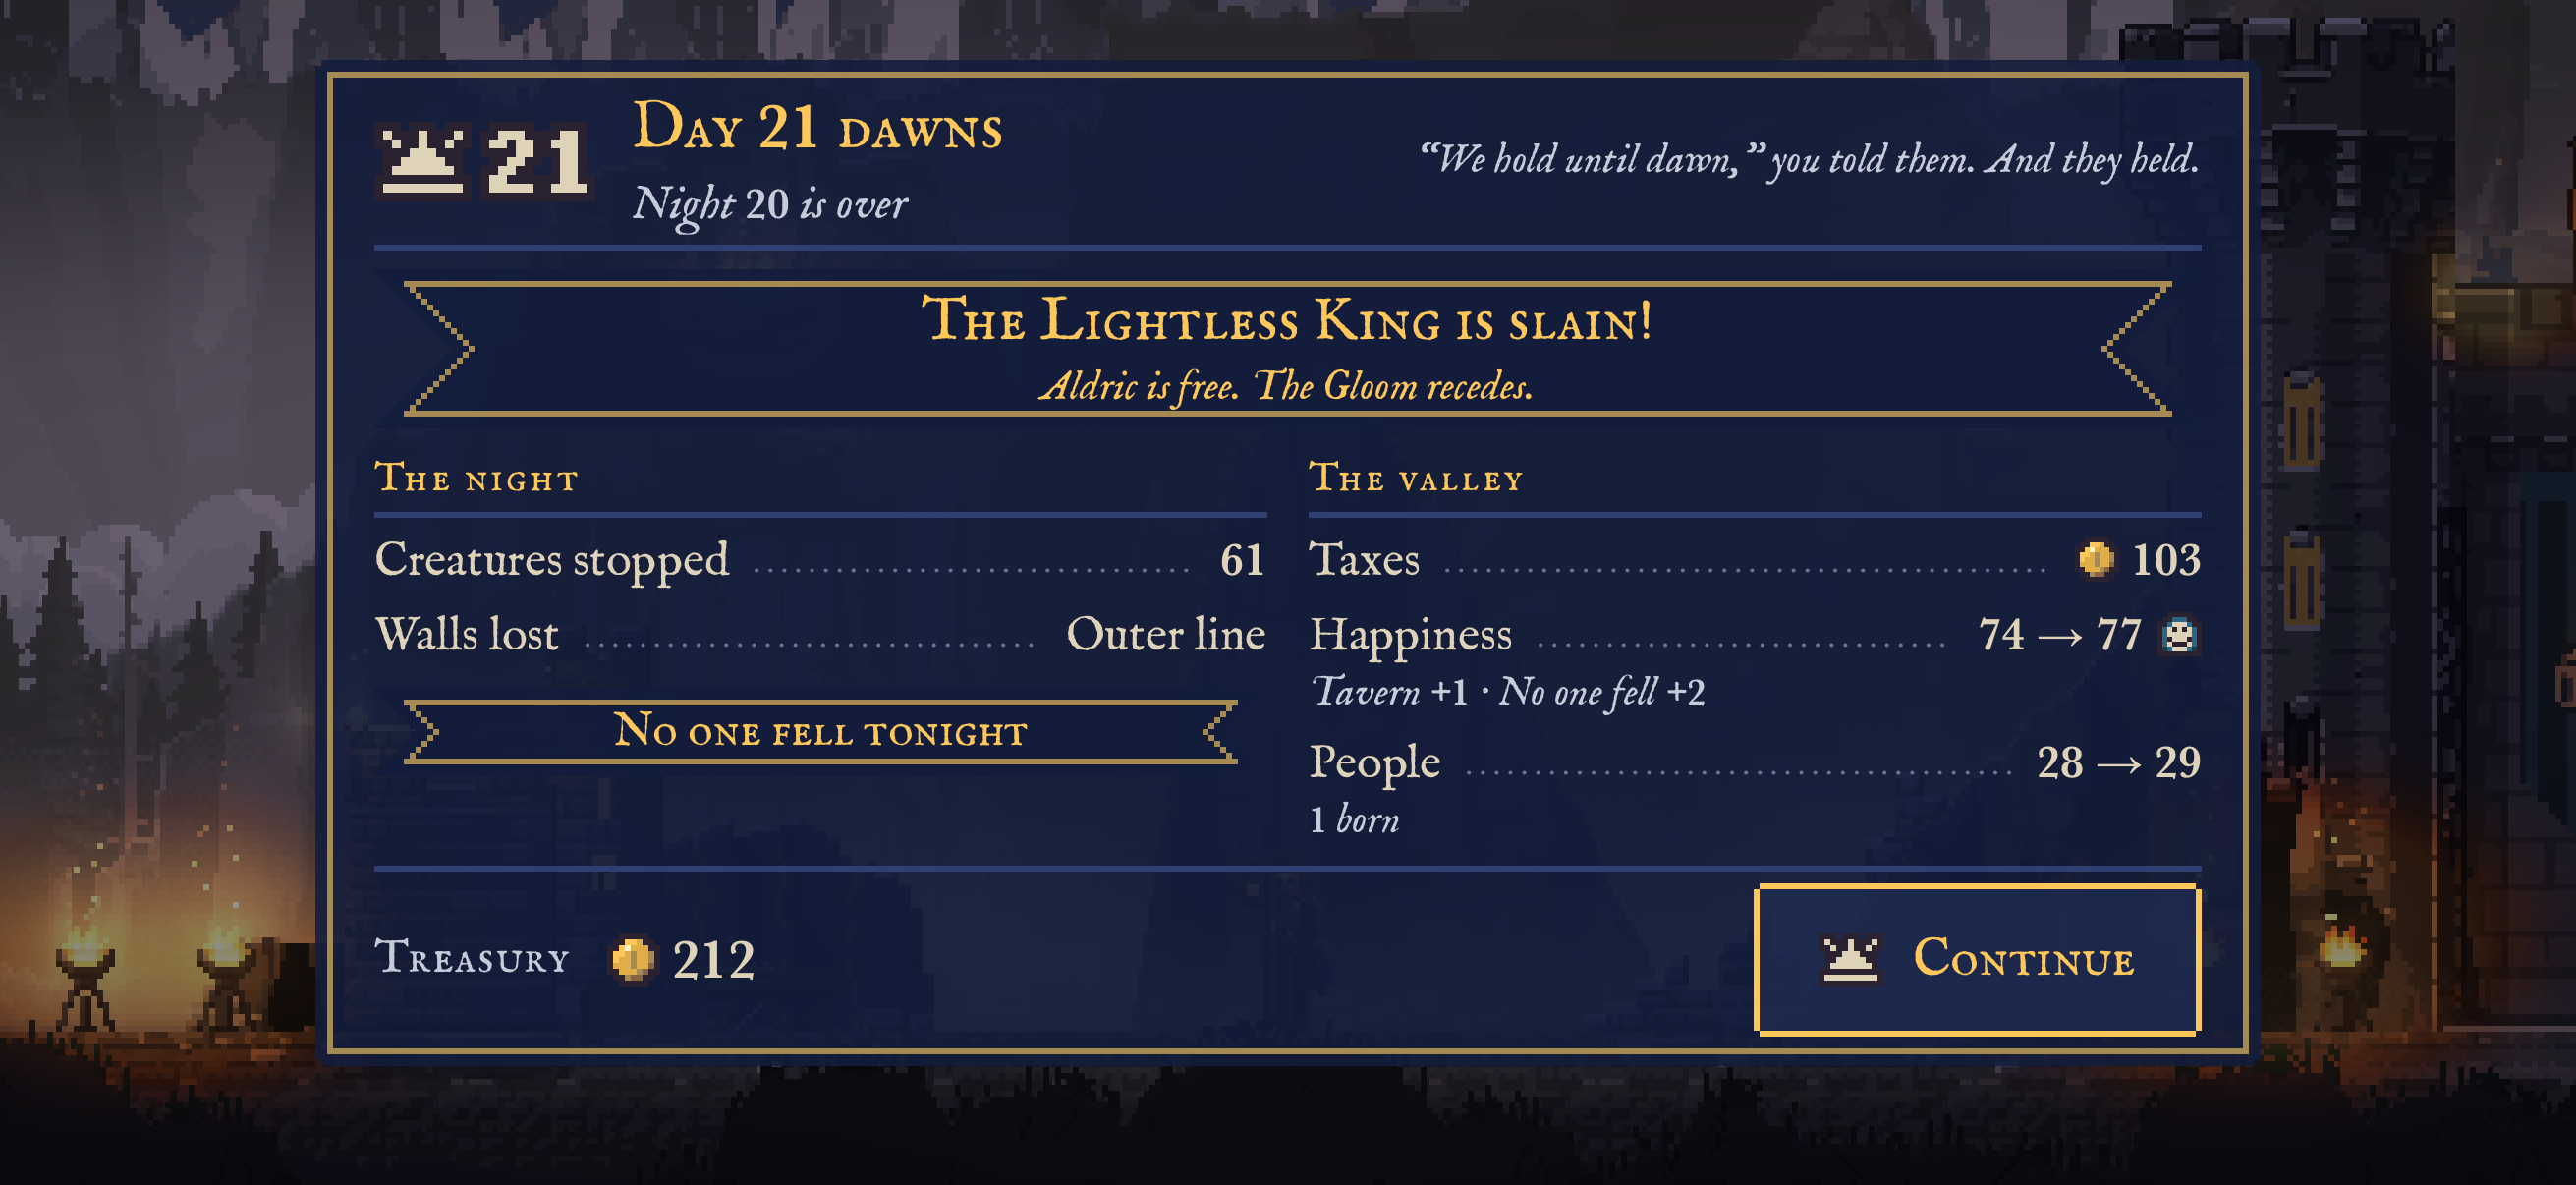 21
Day 21 dawns
Night 20 is over
“We hold until dawn,” you told them. And they held.
The Lightless King is slain!
Aldric is free. The Gloom recedes.
The night
Creatures stopped 61
Walls lost Outer line
No one fell tonight
The valley
Taxes 103
Happiness 74 → 77
Tavern +1 · No one fell +2
People 28 → 29
1 born
Treasury 212
Continue